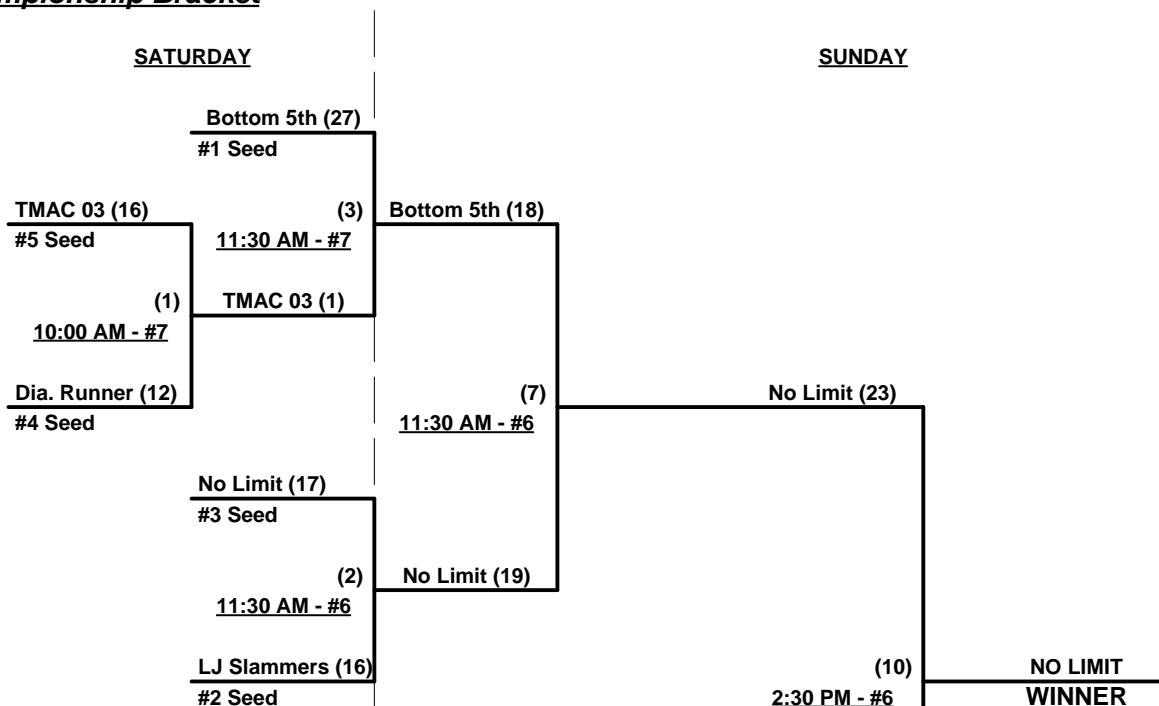 SATURDAY
SUNDAY
Bottom 5th (27)
#1 Seed
TMAC 03 (16)
#5 Seed
(3)
11:30 AM - #7
Bottom 5th (18)
(1)
10:00 AM - #7
TMAC 03 (1)
Dia. Runner (12)
#4 Seed
(7)
11:30 AM - #6
No Limit (23)
No Limit (17)
#3 Seed
(2)
11:30 AM - #6
No Limit (19)
LJ Slammers (16)
#2 Seed
(10)
2:30 PM - #6
NO LIMIT
WINNER